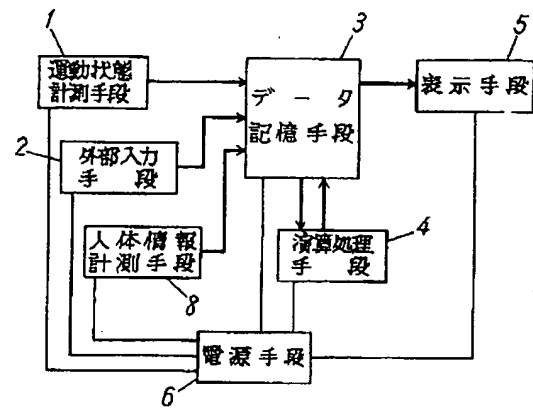 1
運動状態
計測手段
2
外部入力
手段
人体情報
計測手段
8
3
データ
記憶手段
5
表示手段
演算処理
手段
4
電源手段
6